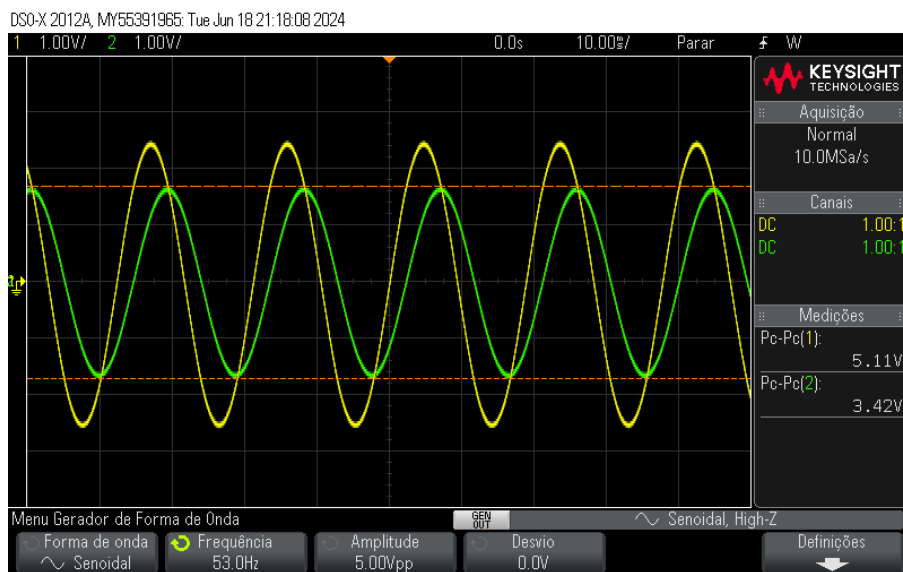 DSO-X 2012A, MY55391965: Tue Jun 18 21:18:08 2024
1 1.00V/ 2 1.00V/ 0.0s 10.00ms/ Parar W
KEYSIGHT
TECHNOLOGIES
Aquisição
Normal
10.0MSa/s
Canais
DC 1.00:1
DC 1.00:1
Medições
Pc-Pc(1):
5.11V
Pc-Pc(2):
3.42V
Menu Gerador de Forma de Onda GEN OUT Senoidal, High-Z
Forma de onda Frequência Amplitude Desvio Definições
Senoidal 53.0Hz 5.00Vpp 0.0V